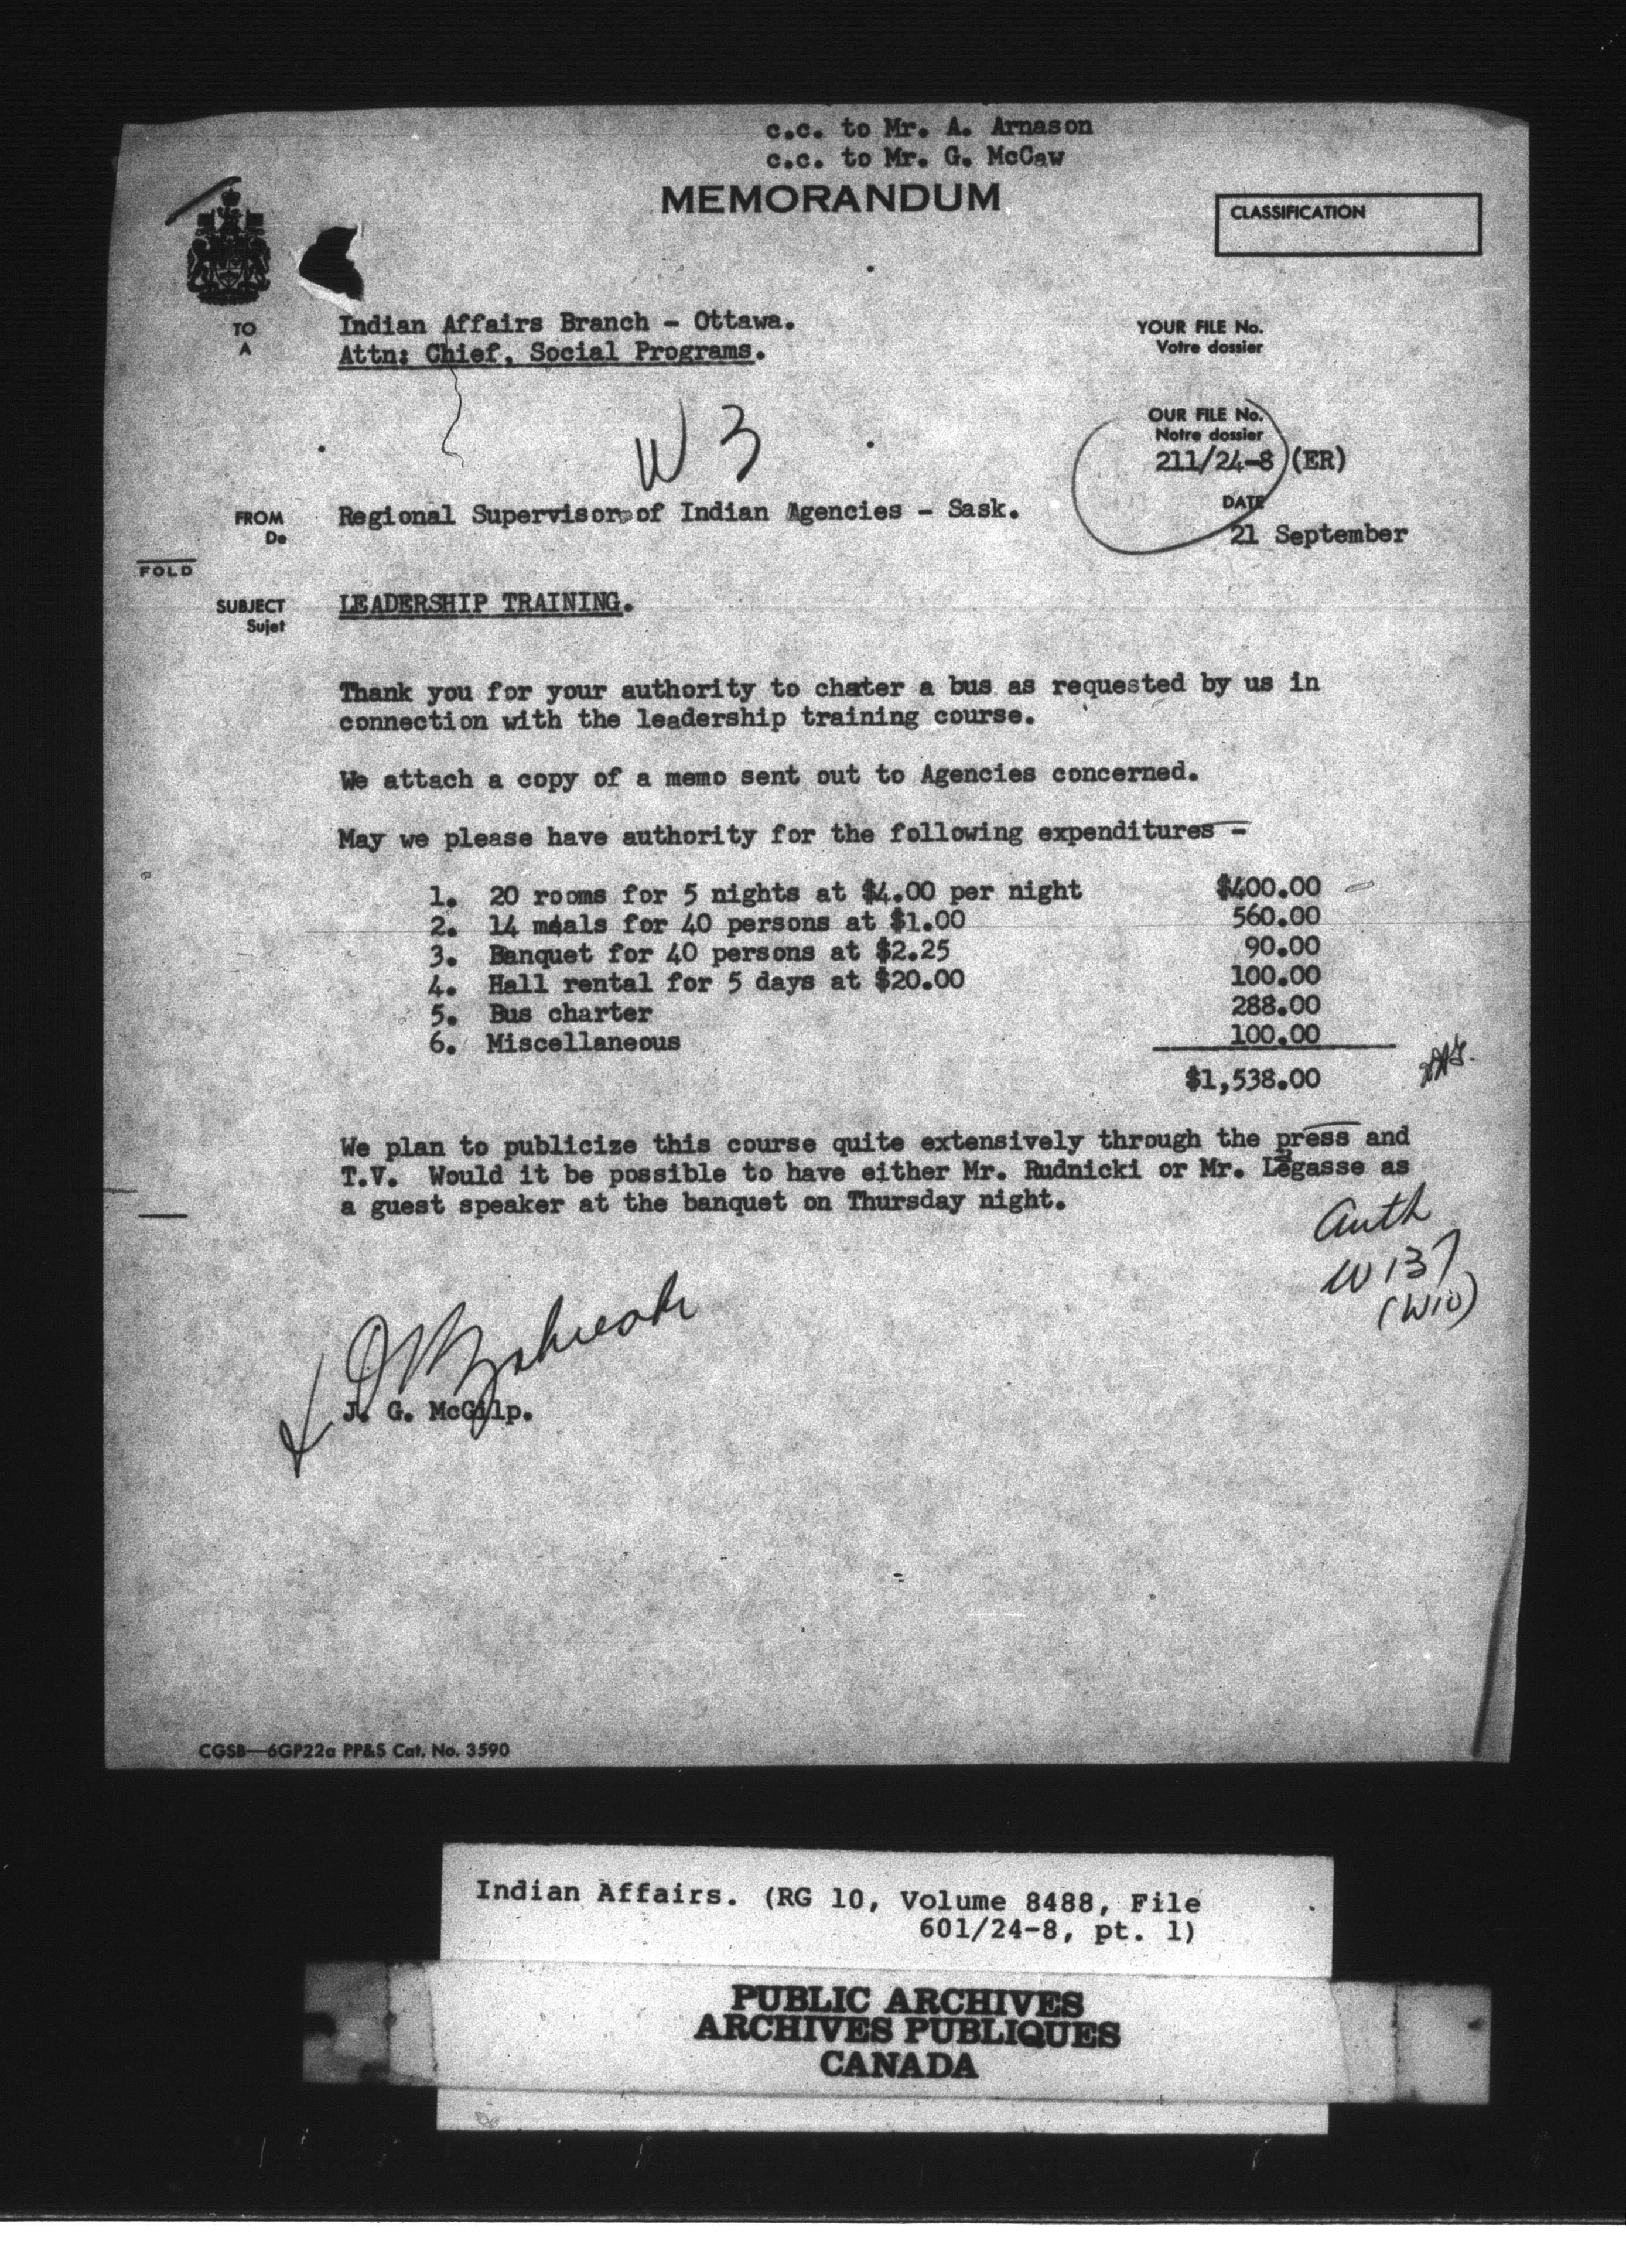 c.c. to Mr. A. Arnason
c.c. to Mr. G. McCaw
MEMORANDUM
CLASSIFICATION
TO
A
Indian Affairs Branch - Ottawa.
Attn: Chief, Social Programs.
YOUR FILE No.
Votre dossier
W 3
OUR FILE No.
Notre dossier
211/24-8 (ER)
DATE
21 September
FROM
De
Regional Supervisor of Indian Agencies - Sask.
FOLD
SUBJECT
Sujet
LEADERSHIP TRAINING.
Thank you for your authority to chater a bus as requested by us in
connection with the leadership training course.
We attach a copy of a memo sent out to Agencies concerned.
May we please have authority for the following expenditures -
1. 20 rooms for 5 nights at $4.00 per night $400.00
2. 14 meals for 40 persons at $1.00 560.00
3. Banquet for 40 persons at $2.25 90.00
4. Hall rental for 5 days at $20.00 100.00
5. Bus charter 288.00
6. Miscellaneous 100.00
$1,538.00
We plan to publicize this course quite extensively through the press and
T.V. Would it be possible to have either Mr. Rudnicki or Mr. Legasse as
a guest speaker at the banquet on Thursday night.
Auth
W 137
(W10)
J. G. McGilp.
CGSB-6GP22a PP&S Cat. No. 3590
Indian Affairs. (RG 10, Volume 8488, File
601/24-8, pt. 1)
PUBLIC ARCHIVES
ARCHIVES PUBLIQUES
CANADA